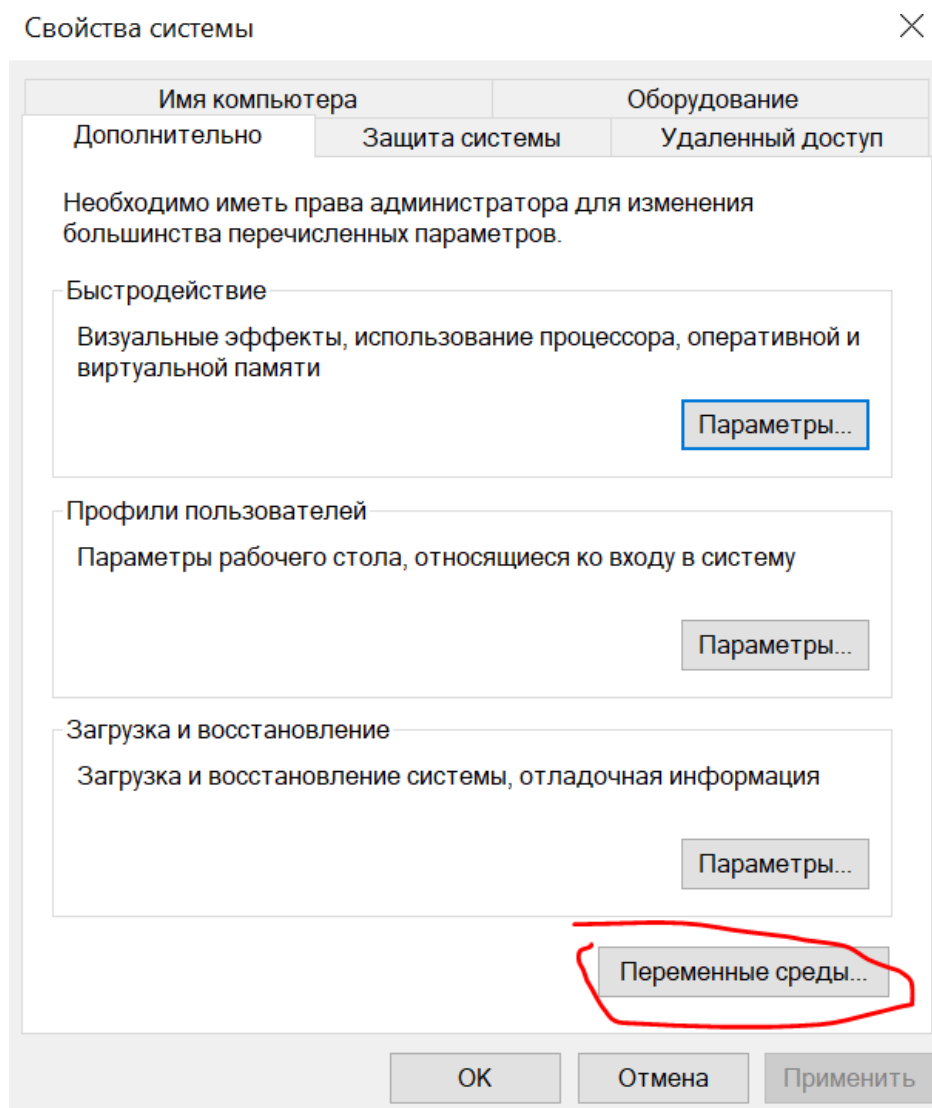 Свойства системы
Имя компьютера
Оборудование
Дополнительно
Защита системы
Удаленный доступ
Необходимо иметь права администратора для изменения
большинства перечисленных параметров.
Быстродействие
Визуальные эффекты, использование процессора, оперативной и
виртуальной памяти
Параметры...
Профили пользователей
Параметры рабочего стола, относящиеся ко входу в систему
Параметры...
Загрузка и восстановление
Загрузка и восстановление системы, отладочная информация
Параметры...
Переменные среды...
ОК
Отмена
Применить